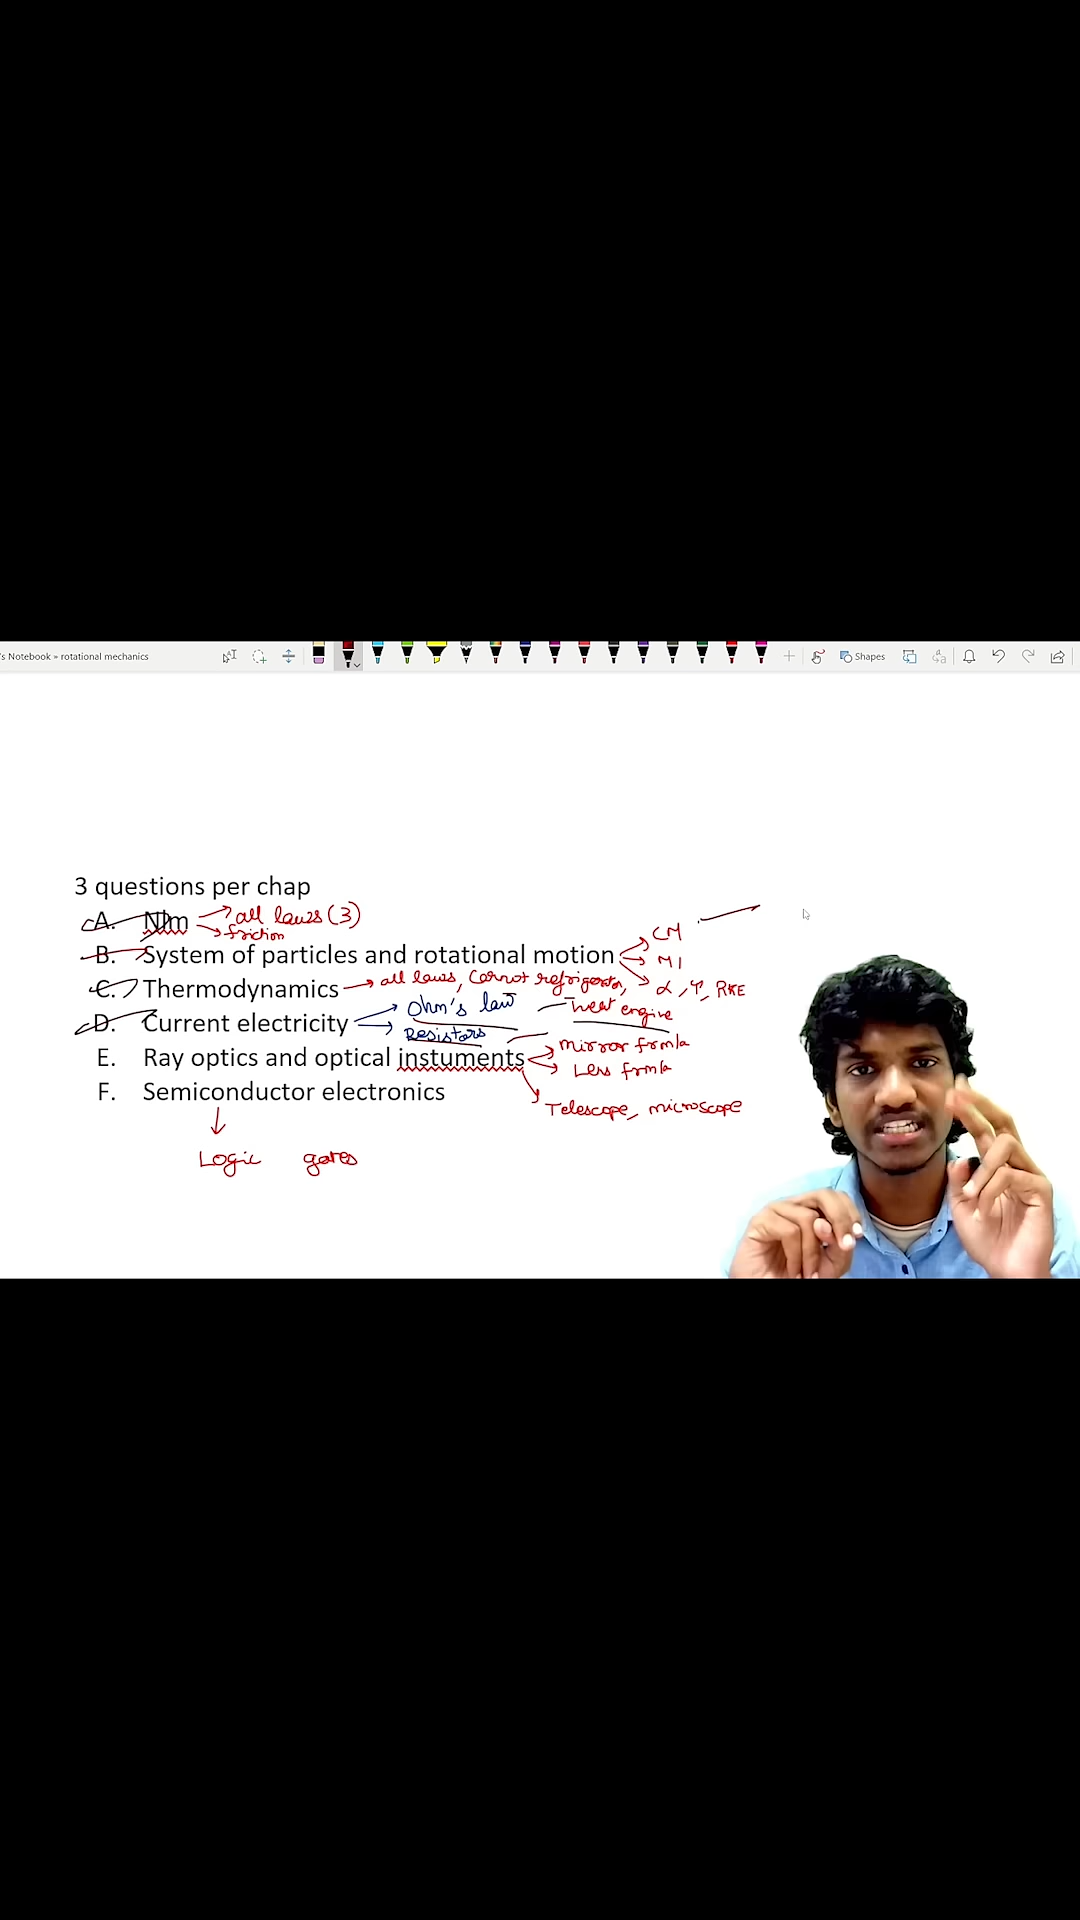 's Notebook » rotational mechanics
Shapes
3 questions per chap
A. Nlm → all laws (3)
→ friction
B. System of particles and rotational motion → CM
→ MI
→ α, τ, RKE
C. Thermodynamics → all laws, Carnot refrigerator,
- heat engine
D. Current electricity → Ohm's law
→ Resistors
E. Ray optics and optical instuments → mirror frmla
→ Lens frmla
→ Telescope, microscope
F. Semiconductor electronics
↓
Logic gates